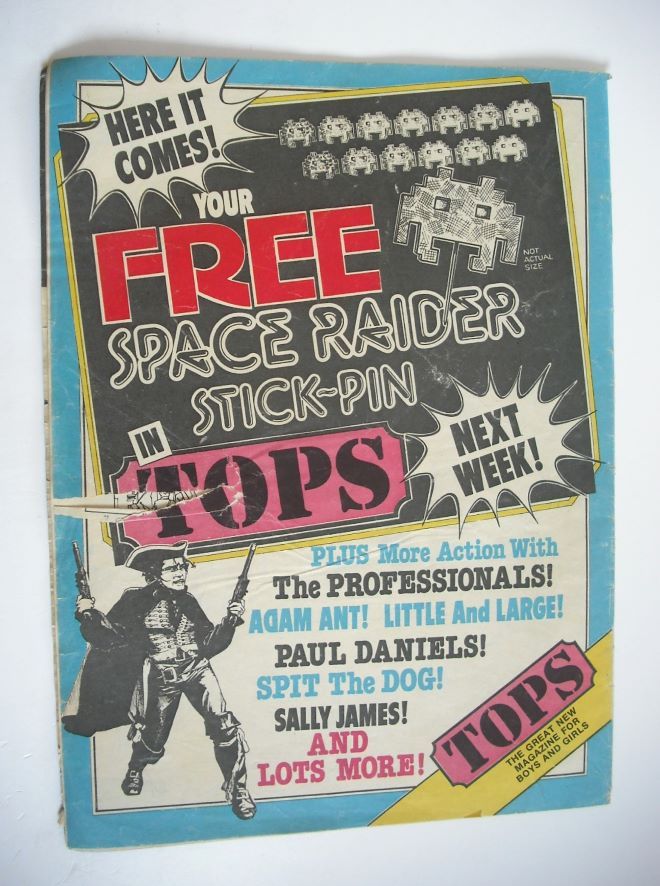 HERE IT
COMES!
YOUR
FREE
NOT
ACTUAL
SIZE
SPACE RAIDER
STICK-PIN
IN
TOPS
NEXT
WEEK!
PLUS More Action With
The PROFESSIONALS!
ADAM ANT! LITTLE And LARGE!
PAUL DANIELS!
SPIT The DOG!
SALLY JAMES!
AND
LOTS MORE!
TOPS
THE GREAT NEW
MAGAZINE FOR
BOYS AND GIRLS